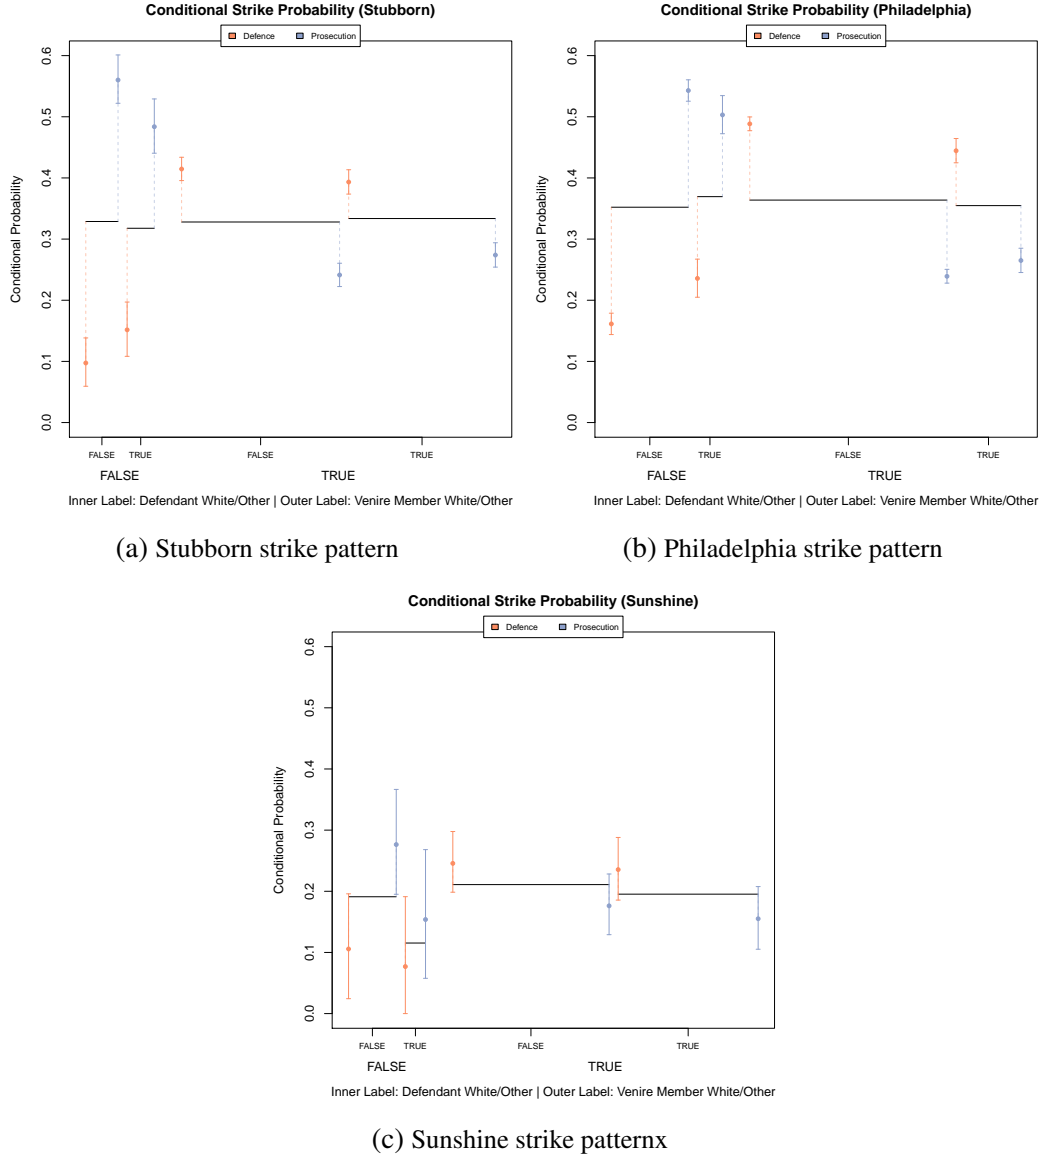 Conditional Strike Probability (Stubborn)
Defence Prosecution
Conditional Probability
0.6
0.5
0.4
0.3
0.2
0.1
0.0
FALSE TRUE FALSE TRUE
FALSE TRUE
Inner Label: Defendant White/Other | Outer Label: Venire Member White/Other
(a) Stubborn strike pattern
Conditional Strike Probability (Philadelphia)
Defence Prosecution
Conditional Probability
0.6
0.5
0.4
0.3
0.2
0.1
0.0
FALSE TRUE FALSE TRUE
FALSE TRUE
Inner Label: Defendant White/Other | Outer Label: Venire Member White/Other
(b) Philadelphia strike pattern
Conditional Strike Probability (Sunshine)
Defence Prosecution
Conditional Probability
0.6
0.5
0.4
0.3
0.2
0.1
0.0
FALSE TRUE FALSE TRUE
FALSE TRUE
Inner Label: Defendant White/Other | Outer Label: Venire Member White/Other
(c) Sunshine strike patternx